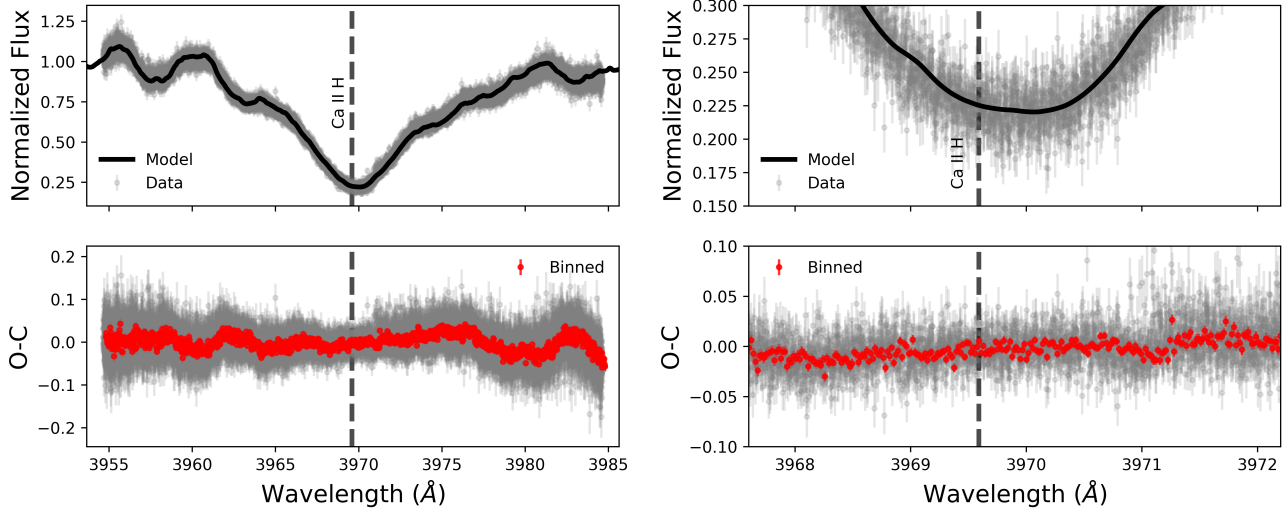 Normalized Flux
1.25
1.00
0.75
0.50
0.25
Ca II H
Model
Data
Normalized Flux
0.300
0.275
0.250
0.225
0.200
0.175
0.150
Ca II H
Model
Data
O-C
0.2
0.1
0.0
−0.1
−0.2
Binned
3955 3960 3965 3970 3975 3980 3985
Wavelength (Å)
O-C
0.10
0.05
0.00
−0.05
−0.10
Binned
3968 3969 3970 3971 3972
Wavelength (Å)